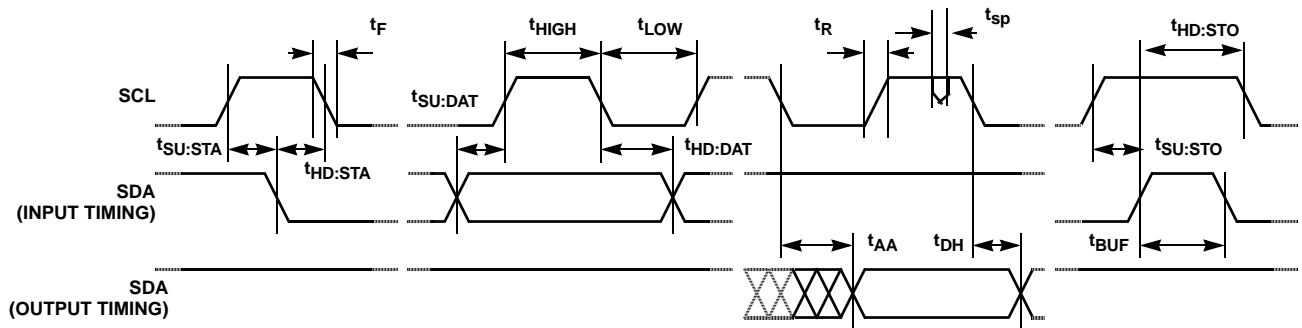 tF
tHIGH
tLOW
tR
tsp
tHD:STO
SCL
tSU:DAT
tSU:STA
tHD:STA
tHD:DAT
tSU:STO
SDA
(INPUT TIMING)
tAA
tDH
tBUF
SDA
(OUTPUT TIMING)